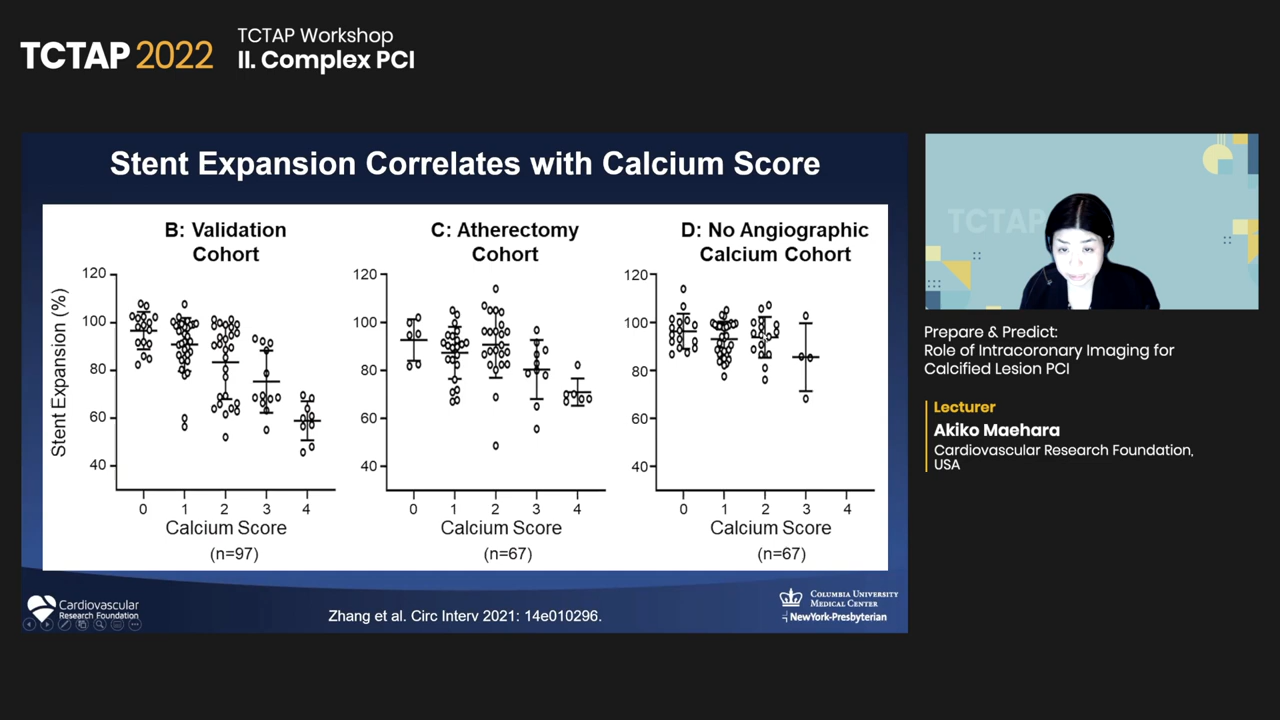 TCTAP 2022
TCTAP Workshop
II. Complex PCI
Stent Expansion Correlates with Calcium Score
B: Validation
Cohort
C: Atherectomy
Cohort
D: No Angiographic
Calcium Cohort
Stent Expansion (%)
120
100
80
60
40
0 1 2 3 4
Calcium Score
(n=97)
120
100
80
60
40
0 1 2 3 4
Calcium Score
(n=67)
120
100
80
60
40
0 1 2 3 4
Calcium Score
(n=67)
Cardiovascular
Research Foundation
Zhang et al. Circ Interv 2021: 14e010296.
COLUMBIA UNIVERSITY
MEDICAL CENTER
NewYork-Presbyterian
TCTAP
Prepare & Predict:
Role of Intracoronary Imaging for
Calcified Lesion PCI
Lecturer
Akiko Maehara
Cardiovascular Research Foundation,
USA